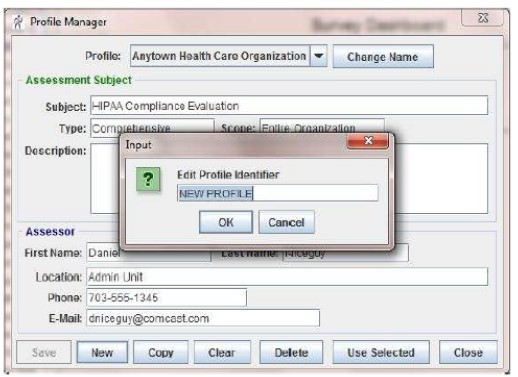 Profile Manager
Survey Dashboard
Profile: Anytown Health Care Organization Change Name
Assessment Subject
Subject: HIPAA Compliance Evaluation
Type: Comprehensive Scope: Entire Organization
Description:
Input
Edit Profile Identifier
NEW PROFILE
OK Cancel
Assessor
First Name: Daniel Last Name: Niceguy
Location: Admin Unit
Phone: 703-555-1345
E-Mail: dniceguy@comcast.com
Save New Copy Clear Delete Use Selected Close